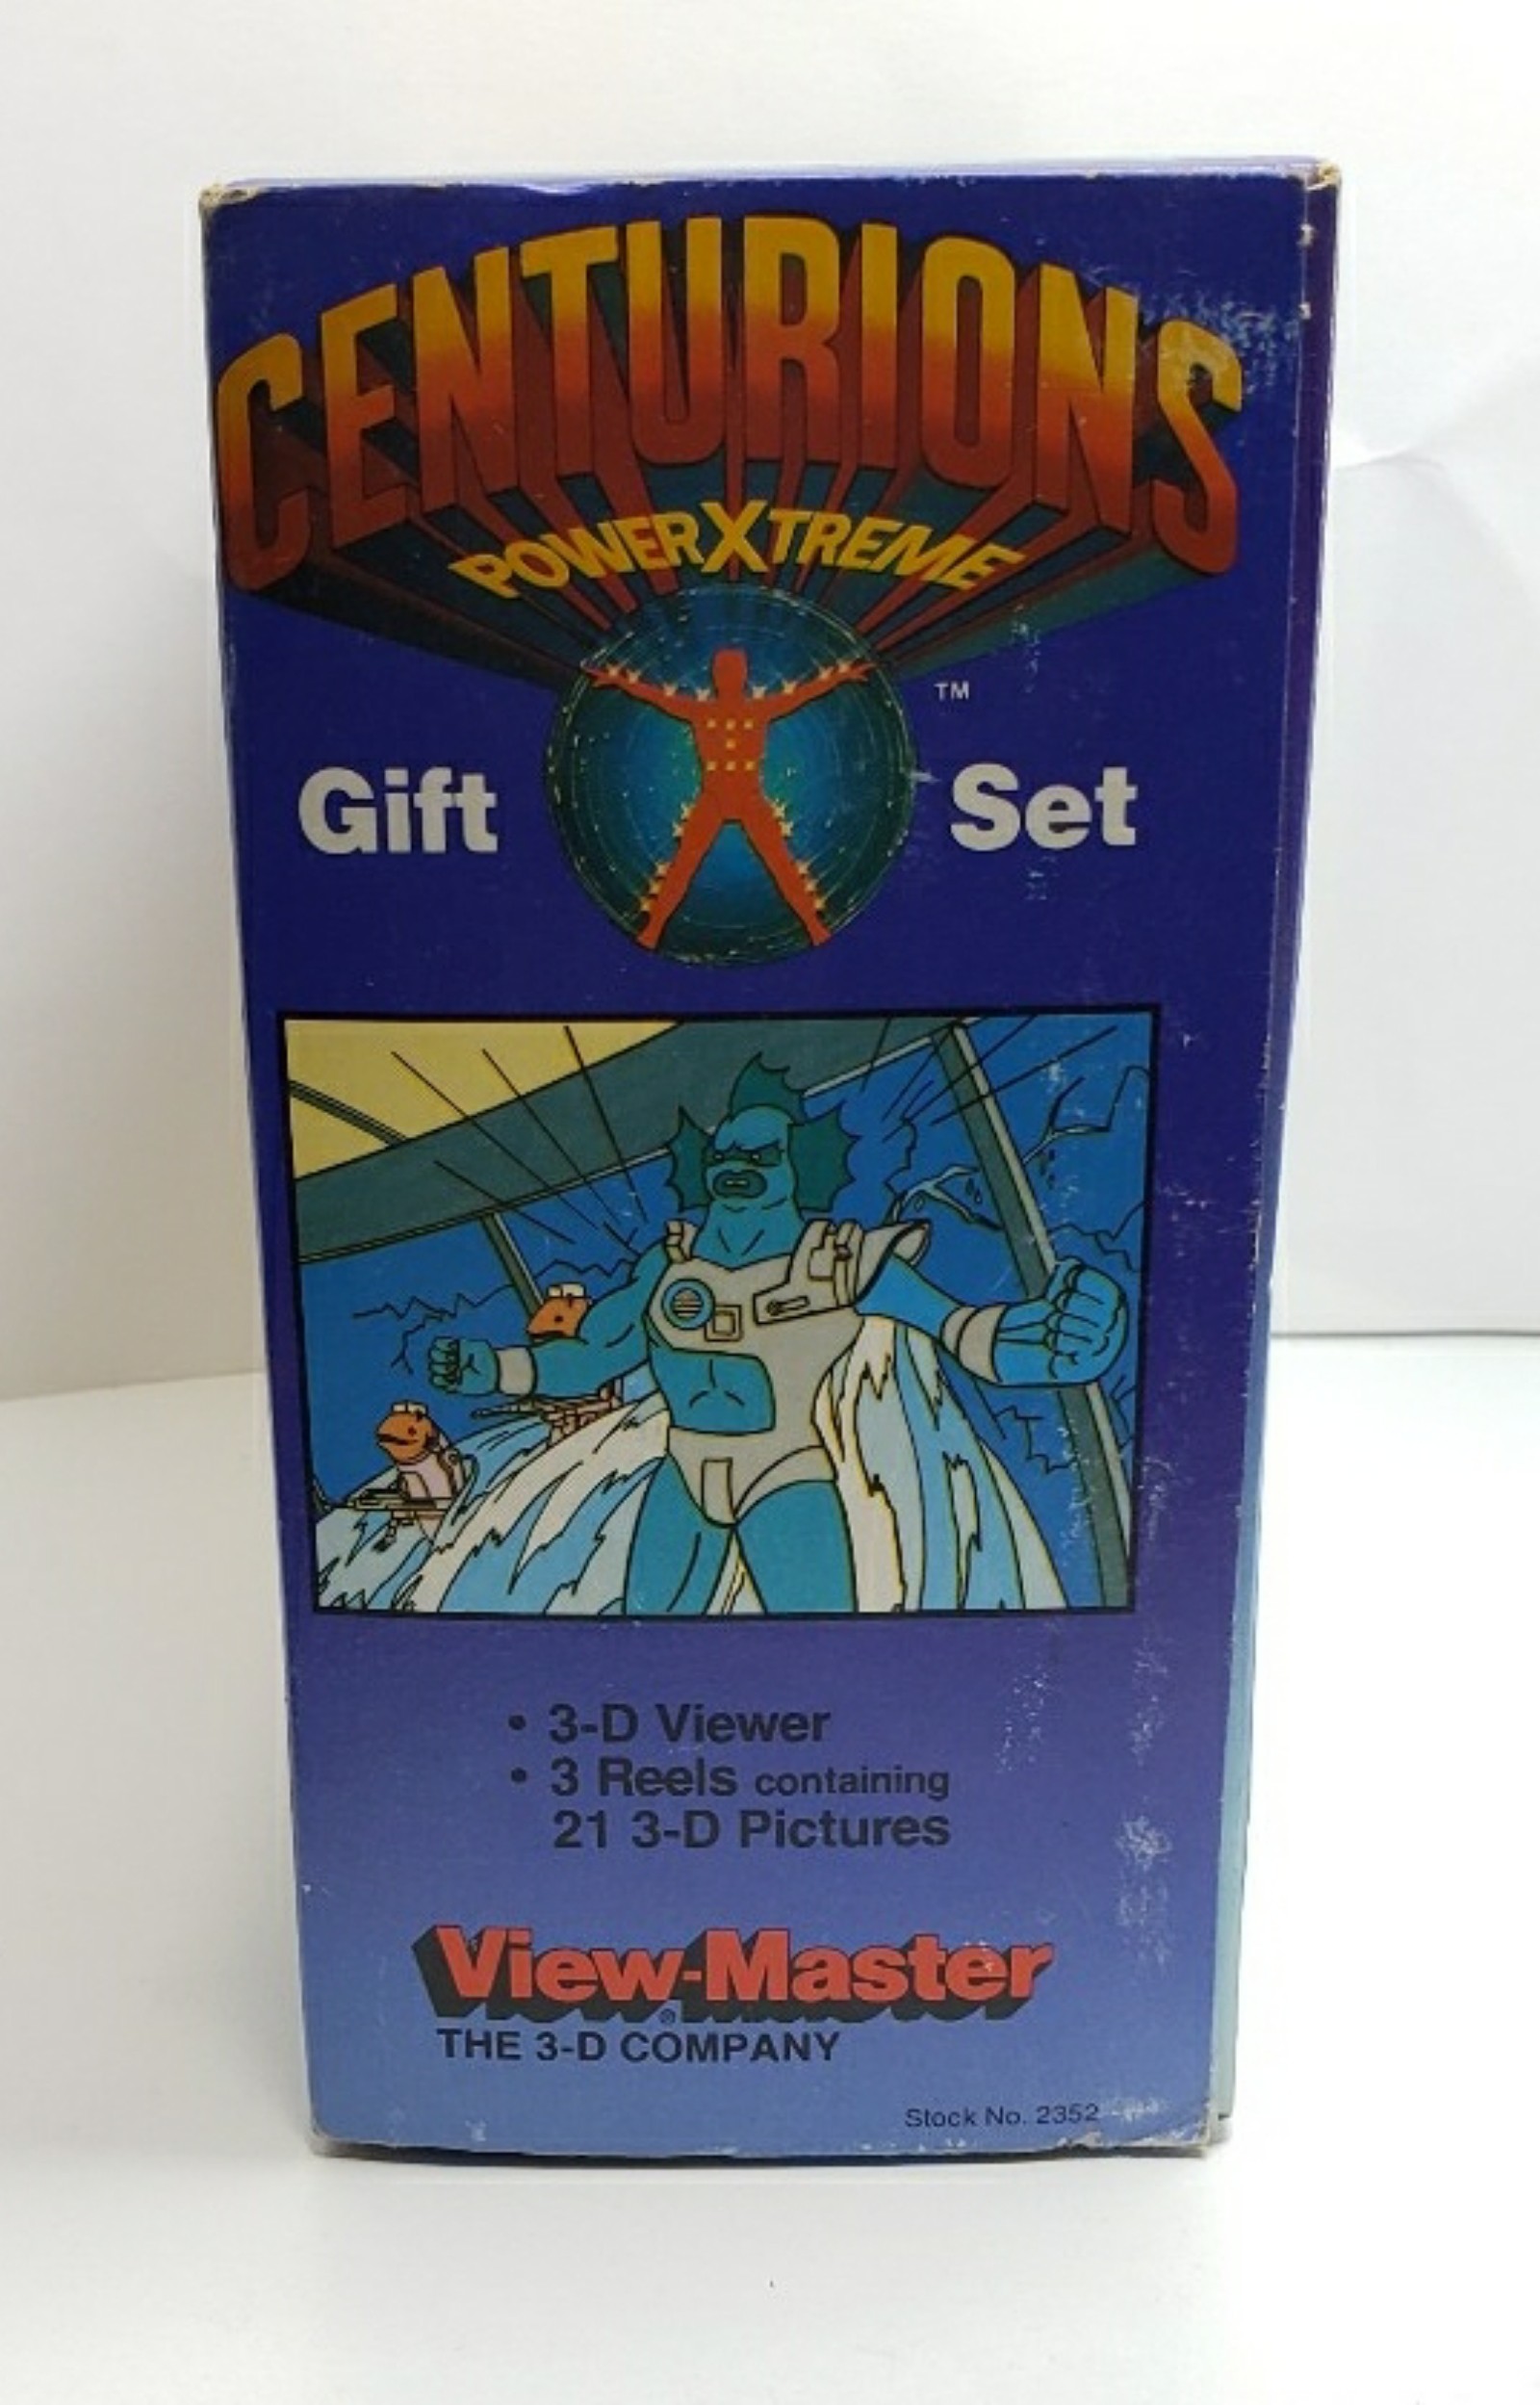 CENTURIONS
POWER XTREME
TM
Gift Set
• 3-D Viewer
• 3 Reels containing
21 3-D Pictures
View-Master
®
THE 3-D COMPANY
Stock No. 2352